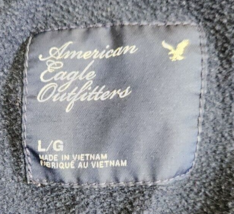 American
Eagle
Outfitters
L/G
MADE IN VIETNAM
FABRIQUÉ AU VIETNAM